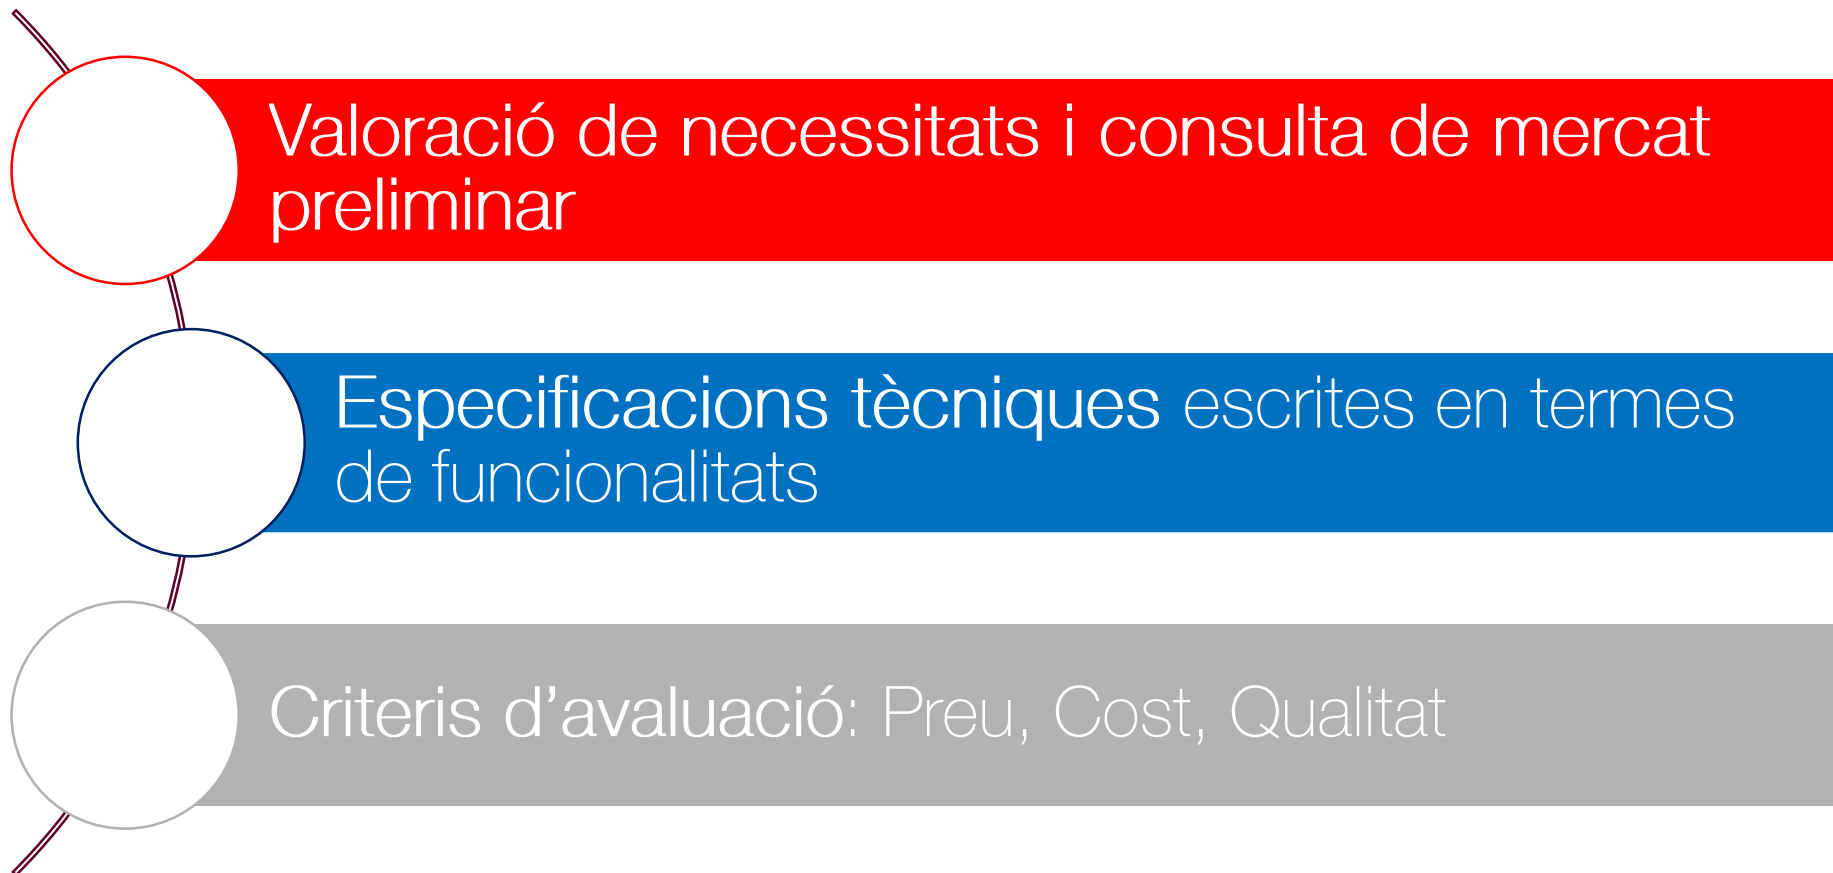 Valoració de necessitats i consulta de mercat
preliminar
Especificacions tècniques escrites en termes
de funcionalitats
Criteris d’avaluació: Preu, Cost, Qualitat